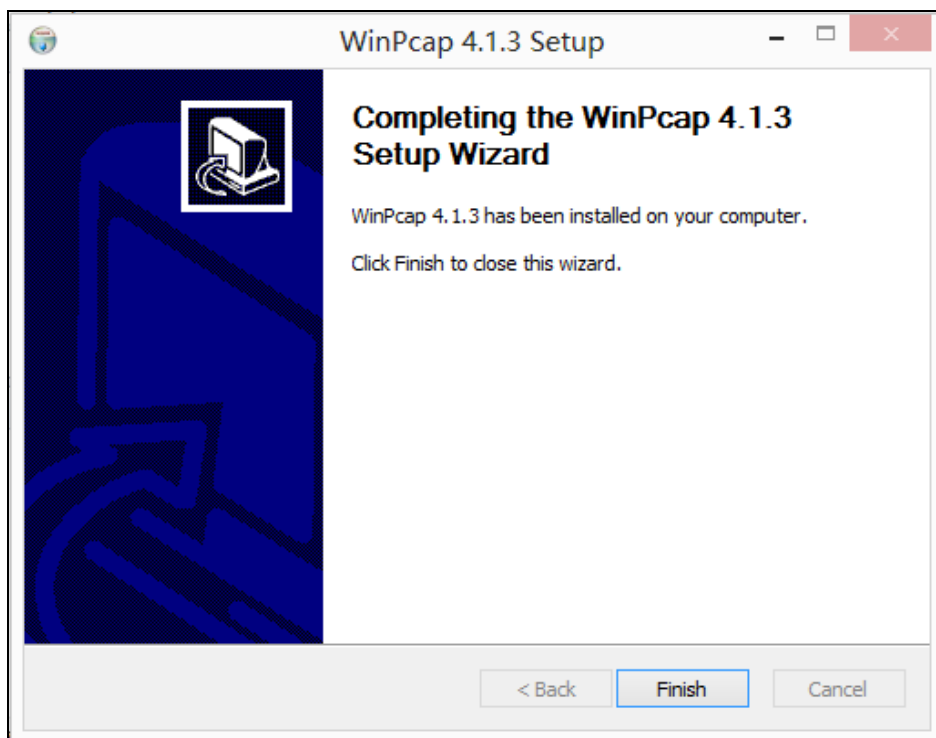 WinPcap 4.1.3 Setup
Completing the WinPcap 4.1.3
Setup Wizard
WinPcap 4.1.3 has been installed on your computer.
Click Finish to close this wizard.
< Back
Finish
Cancel